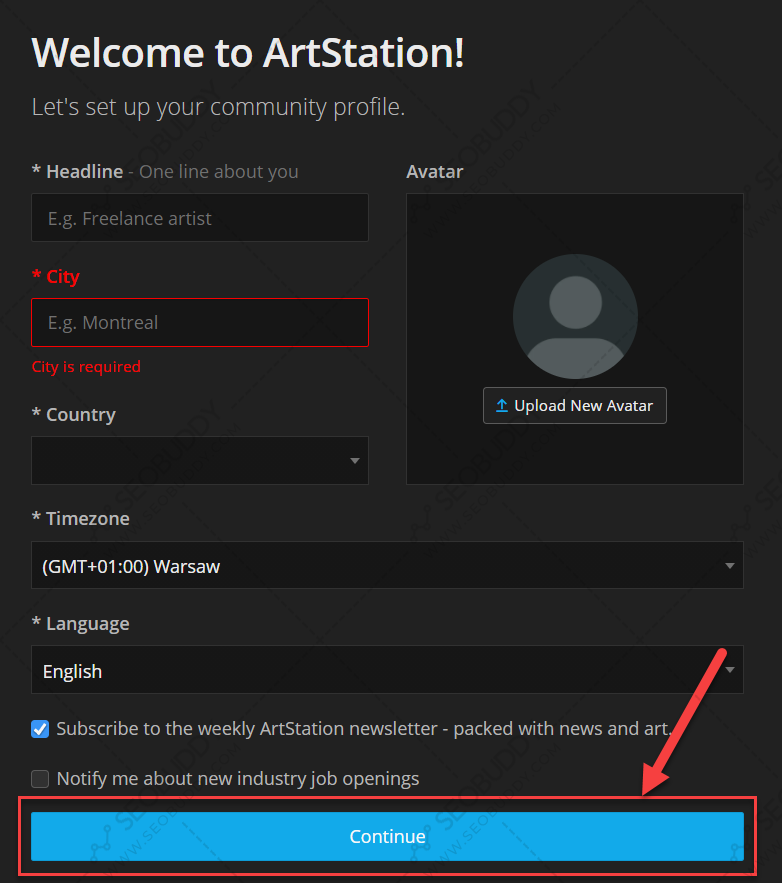 Welcome to ArtStation!
Let's set up your community profile.
* Headline - One line about you
E.g. Freelance artist
Avatar
Upload New Avatar
* City
E.g. Montreal
City is required
* Country
* Timezone
(GMT+01:00) Warsaw
* Language
English
Subscribe to the weekly ArtStation newsletter - packed with news and art.
Notify me about new industry job openings
Continue
SEOBUDDY
WWW.SEOBUDDY.COM